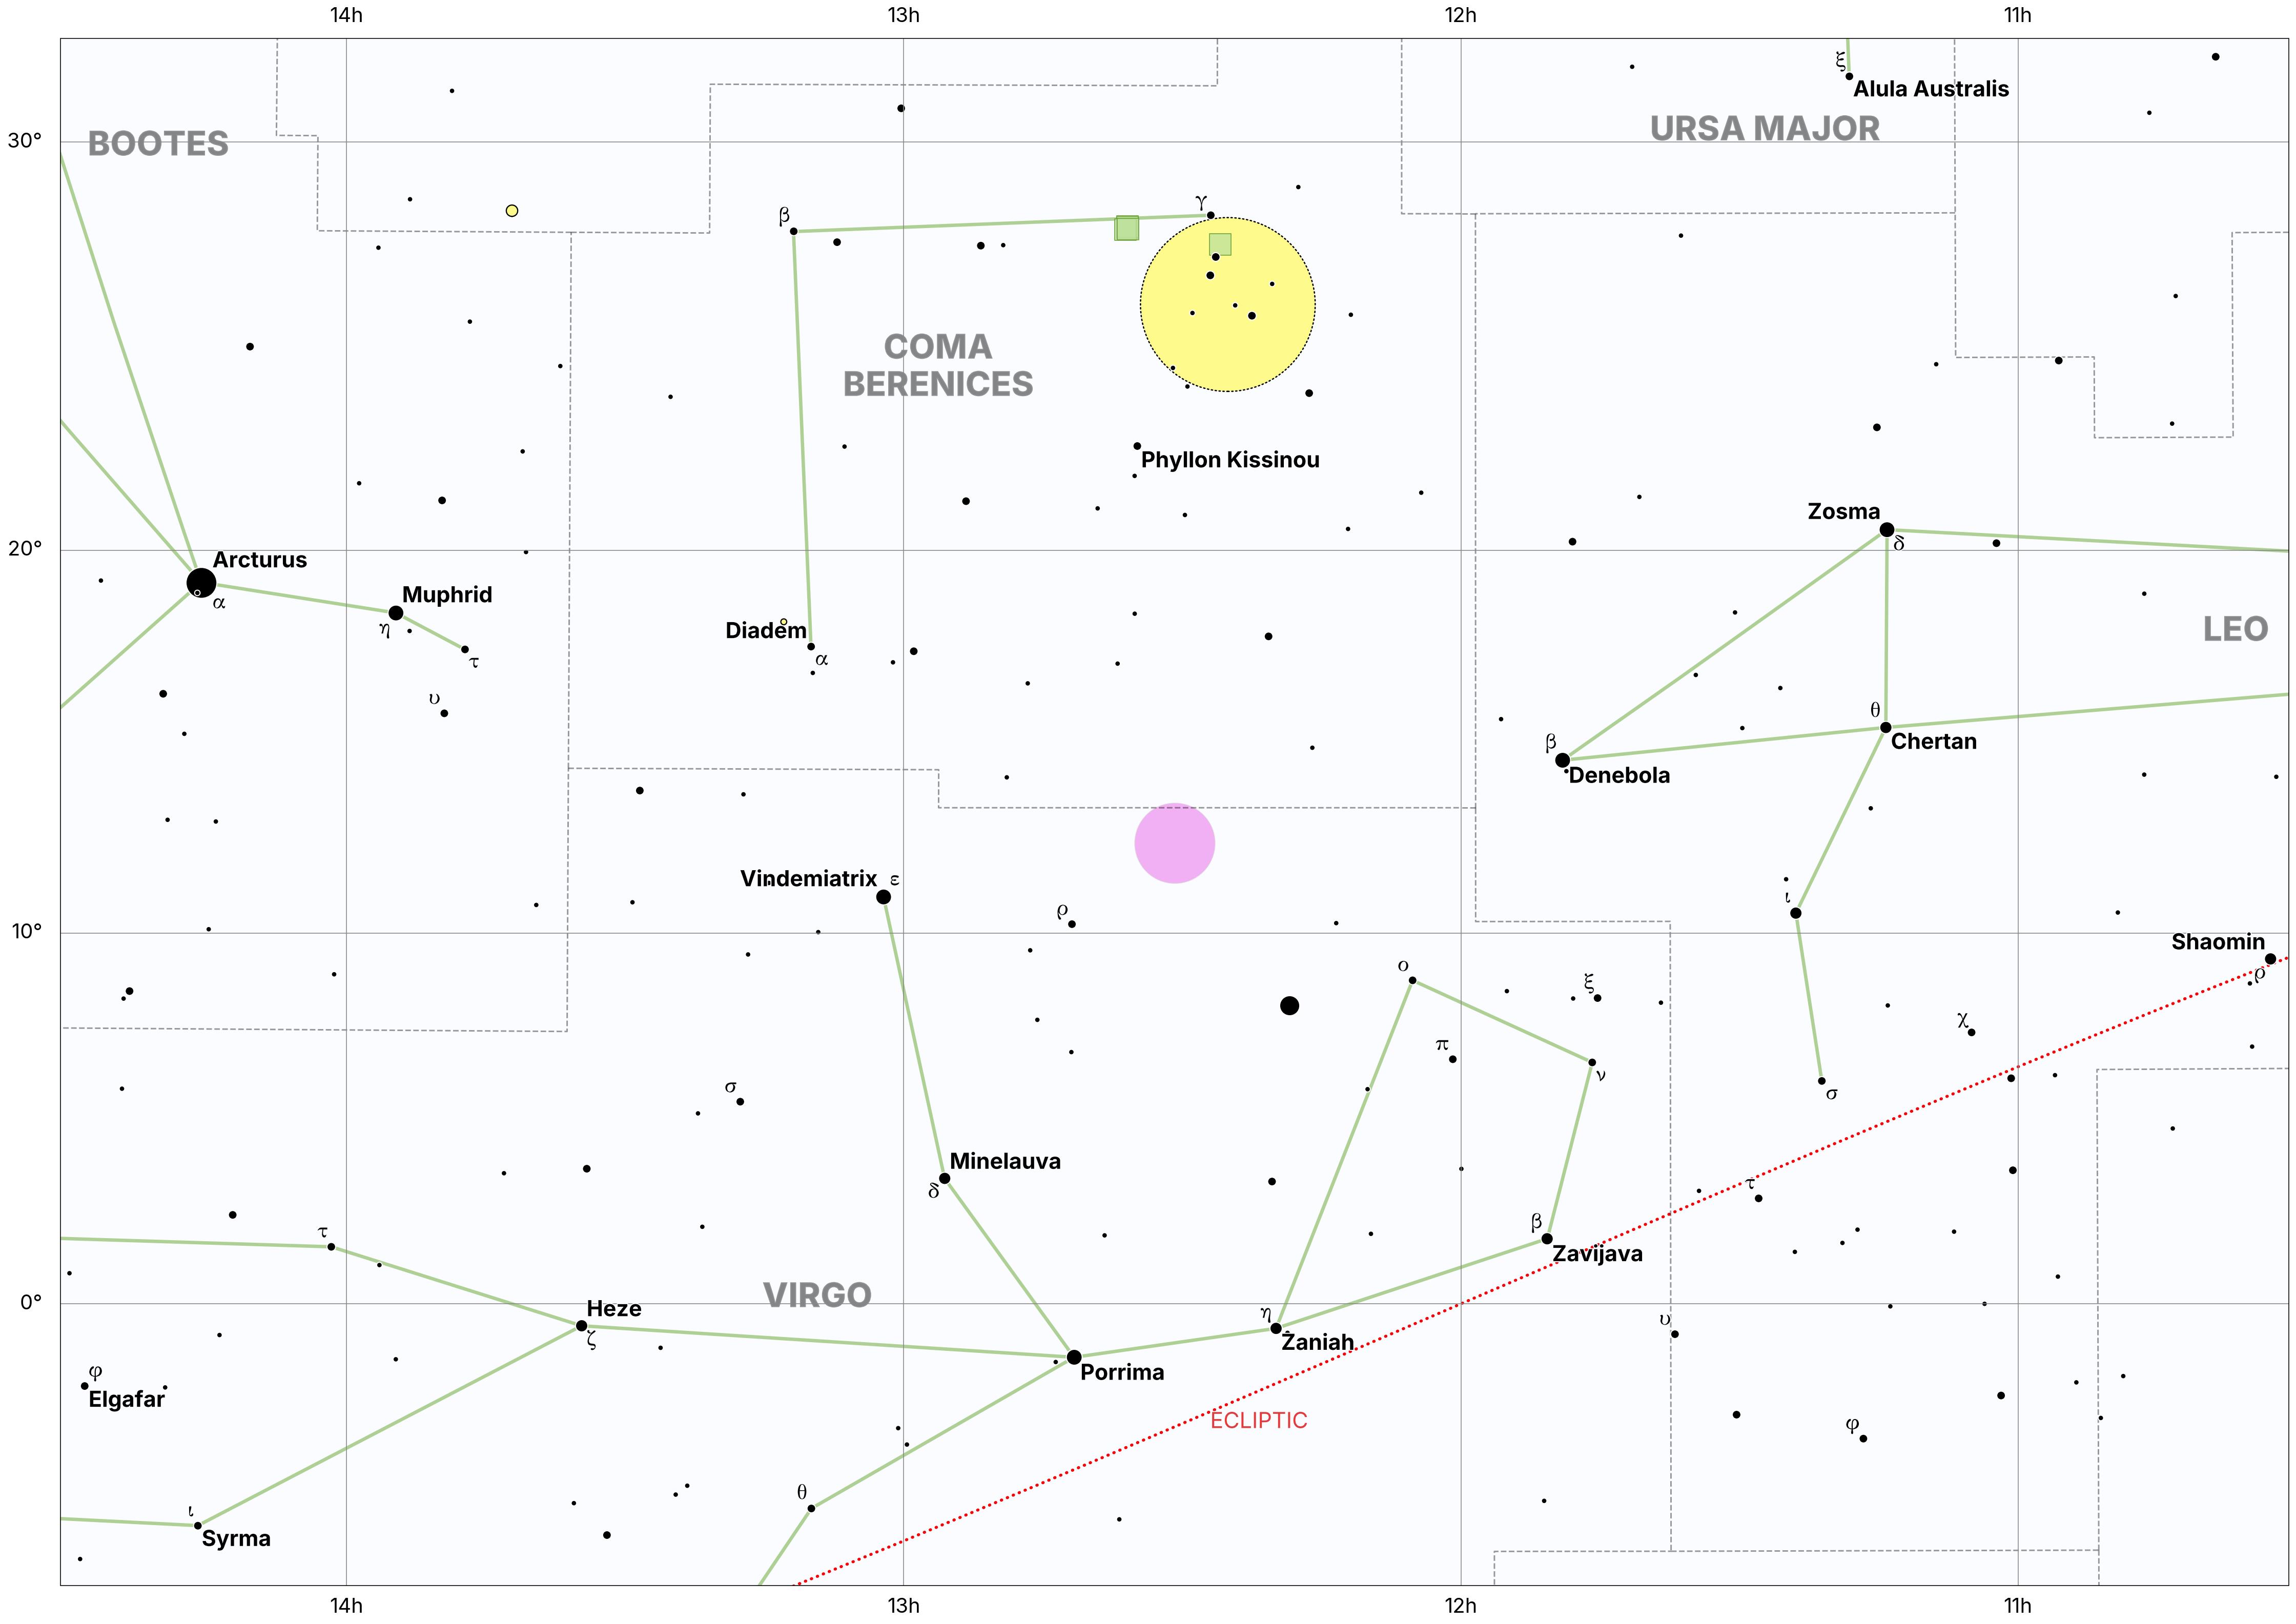 14h
13h
12h
11h
ξ
Alula Australis
URSA MAJOR
30°
BOOTES
γ
β
COMA
BERENICES
Phyllon Kissinou
Zosma
δ
20°
Arcturus
α
Muphrid
η
τ
Diadem
α
LEO
υ
θ
Chertan
β
Denebola
Vindemiatrix
ε
ι
ρ
10°
Shaomin
ρ
ο
ξ
χ
π
ν
σ
σ
Minelauva
δ
τ
τ
β
Zavijava
VIRGO
0°
Heze
ζ
η
Zaniah
υ
Porrima
φ
Elgafar
ECLIPTIC
φ
θ
ι
Syrma
14h
13h
12h
11h